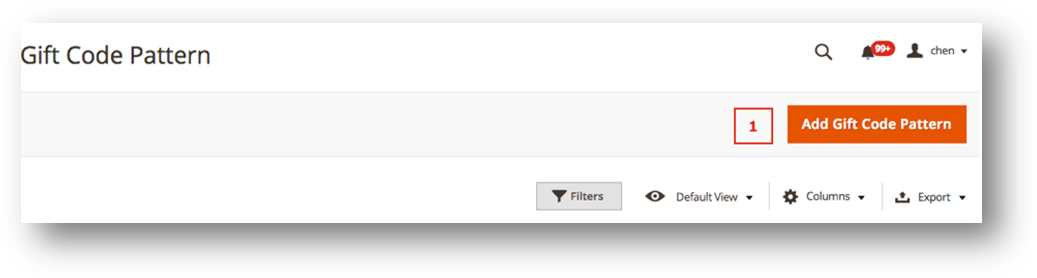 Gift Code Pattern
99+ chen
1 Add Gift Code Pattern
Filters Default View Columns Export